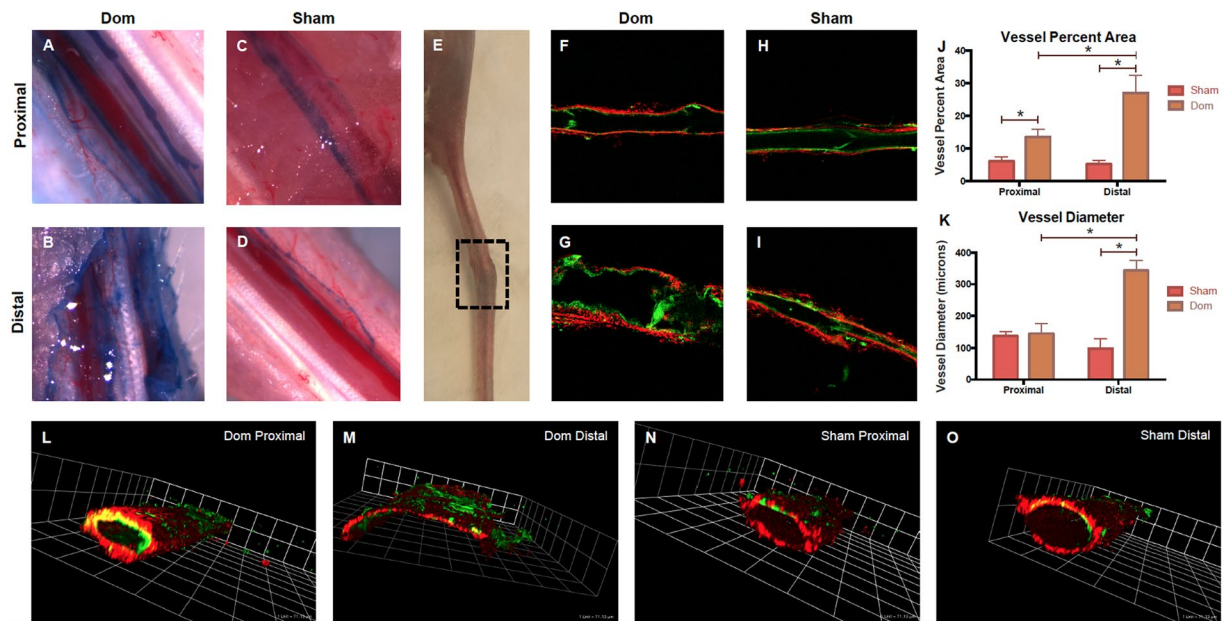 Dom
Sham
Dom
Sham
Proximal
Distal
A
C
E
F
H
B
D
G
I
J
Vessel Percent Area
Vessel Percent Area
40
30
20
10
0
*
*
*
Sham
Dom
Proximal
Distal
K
Vessel Diameter
Vessel Diameter (microns)
400
300
200
100
0
*
*
Sham
Dom
Proximal
Distal
L
Dom Proximal
M
Dom Distal
N
Sham Proximal
O
Sham Distal